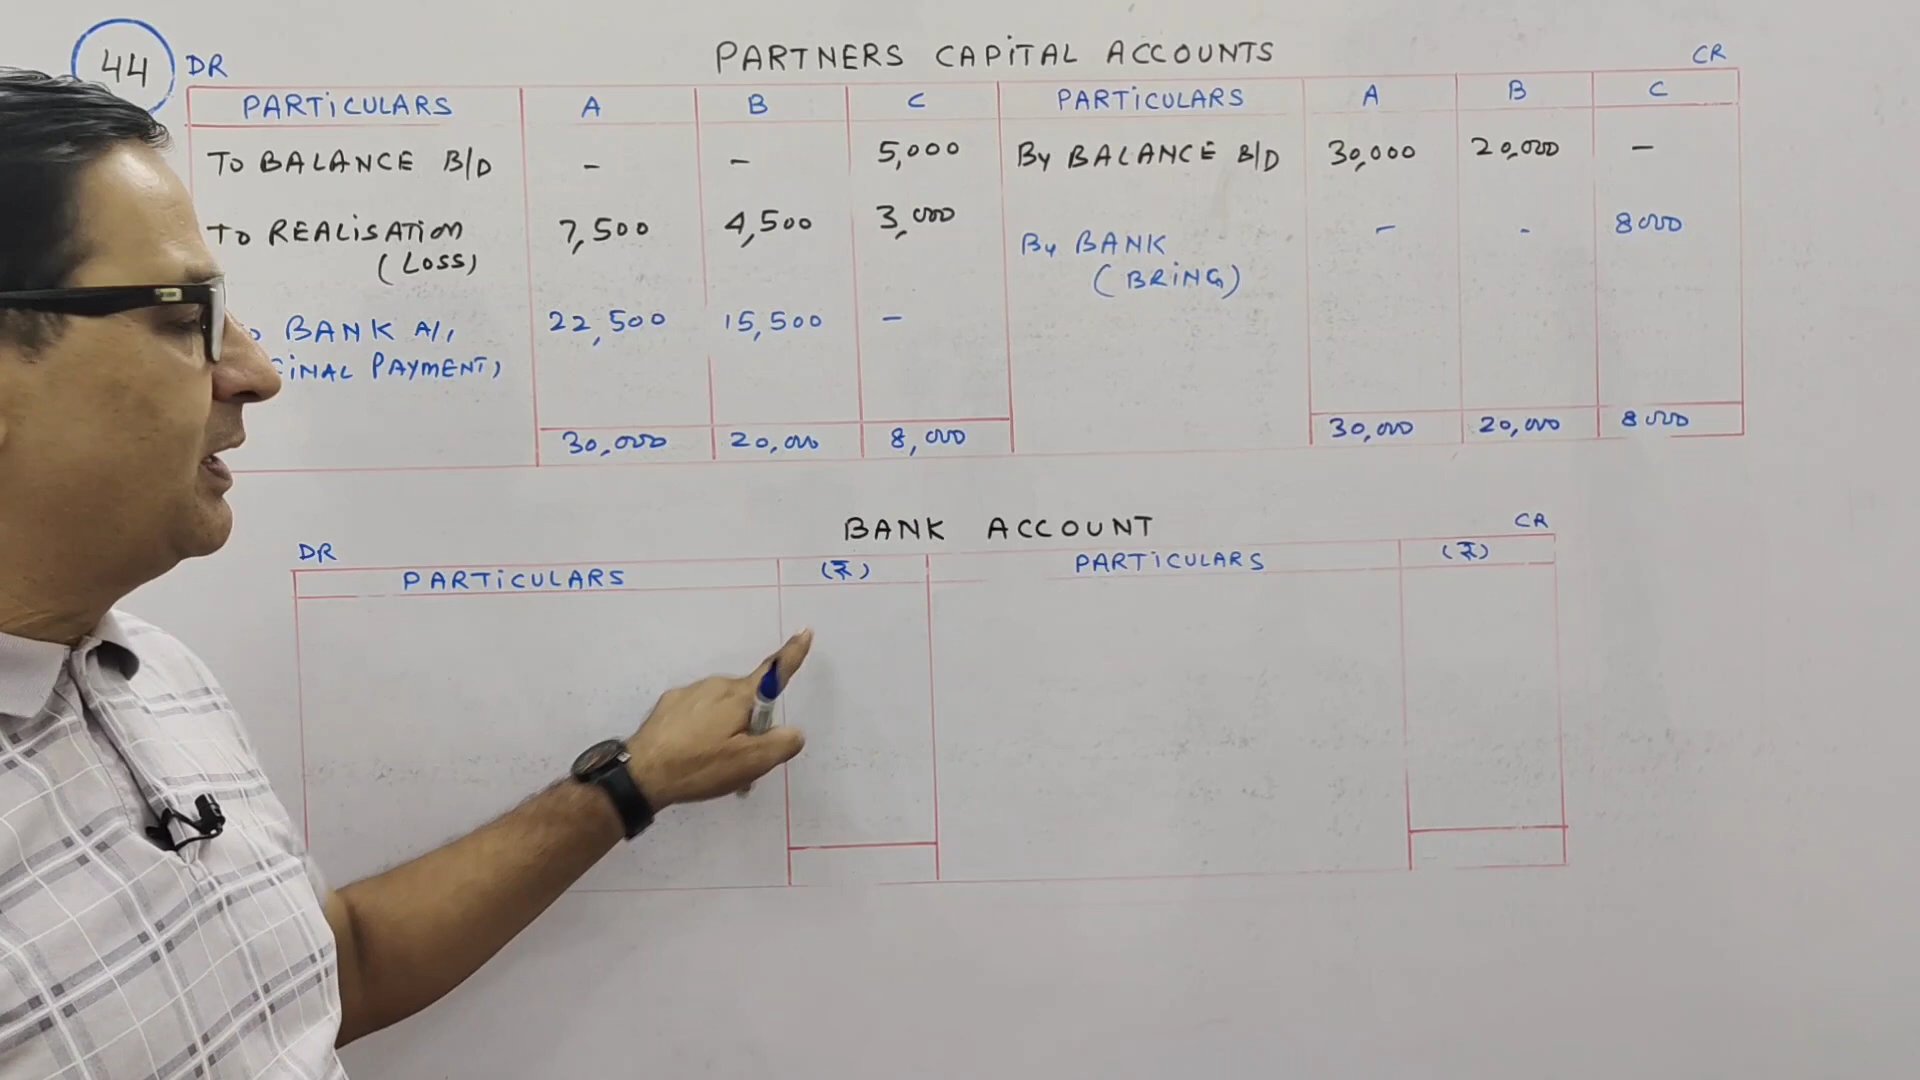 44
DR PARTNERS CAPITAL ACCOUNTS CR
PARTICULARS A B C PARTICULARS A B C
TO BALANCE B/D - - 5,000 By BALANCE B/D 30,000 20,000 -
TO REALISATION 7,500 4,500 3,000 By BANK - - 8000
(LOSS) (BRING)
BANK A/c 22,500 15,500 -
PAYMENT)
30,000 20,000 8,000 30,000 20,000 8000
BANK ACCOUNT
DR CR
PARTICULARS (₹) PARTICULARS (₹)